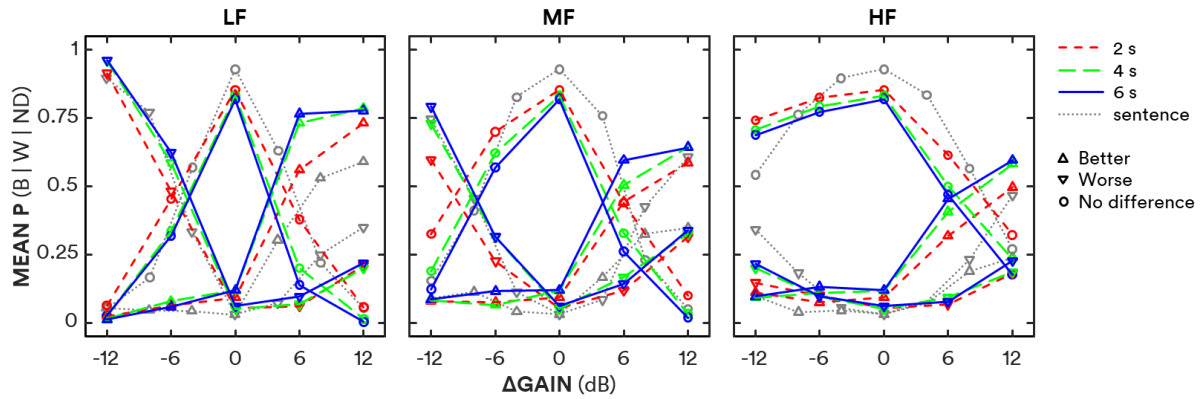 LF MF HF
MEAN P (B | W | ND)
1
0.75
0.5
0.25
0
-12 -6 0 6 12 -12 -6 0 6 12 -12 -6 0 6 12
ΔGAIN (dB)
2 s
4 s
6 s
sentence
Better
Worse
No difference